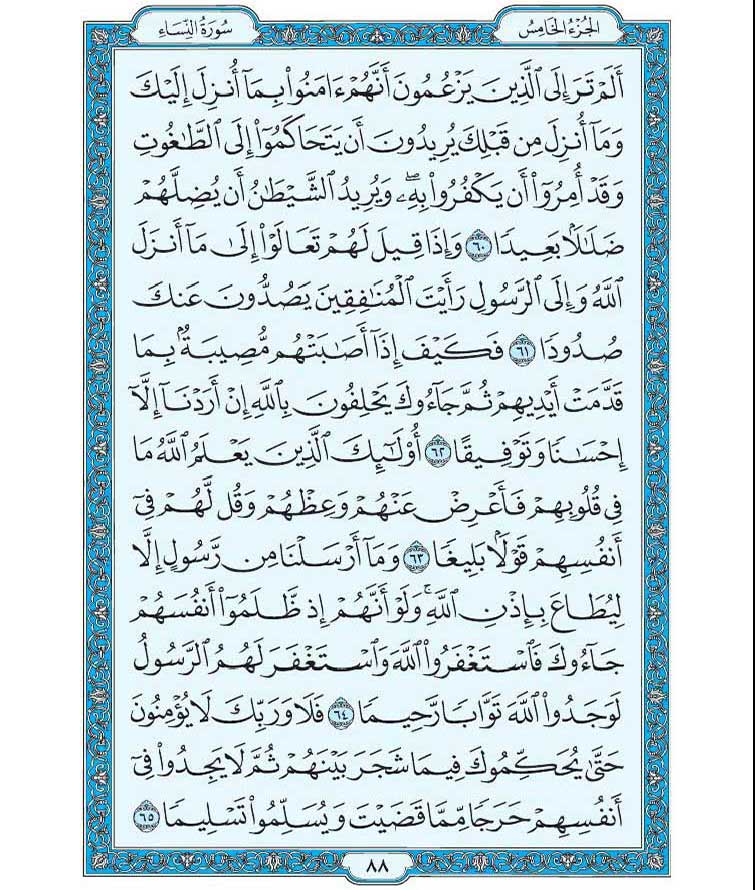 الجُزْءُ الخَامِسُ
سُورَةُ النِّسَاءِ
أَلَمْ تَرَ إِلَى ٱلَّذِينَ يَزْعُمُونَ أَنَّهُمْ ءَامَنُوا۟ بِمَآ أُنزِلَ إِلَيْكَ
وَمَآ أُنزِلَ مِن قَبْلِكَ يُرِيدُونَ أَن يَتَحَاكَمُوٓا۟ إِلَى ٱلطَّٰغُوتِ
وَقَدْ أُمِرُوٓا۟ أَن يَكْفُرُوا۟ بِهِۦۖ وَيُرِيدُ ٱلشَّيْطَٰنُ أَن يُضِلَّهُمْ
ضَلَٰلًۢا بَعِيدًا ٦٠ وَإِذَا قِيلَ لَهُمْ تَعَالَوْا۟ إِلَىٰ مَآ أَنزَلَ
ٱللَّهُ وَإِلَى ٱلرَّسُولِ رَأَيْتَ ٱلْمُنَٰفِقِينَ يَصُدُّونَ عَنكَ
صُدُودًا ٦١ فَكَيْفَ إِذَآ أَصَٰبَتْهُم مُّصِيبَةٌۢ بِمَا
قَدَّمَتْ أَيْدِيهِمْ ثُمَّ جَآءُوكَ يَحْلِفُونَ بِٱللَّهِ إِنْ أَرَدْنَآ إِلَّآ
إِحْسَٰنًا وَتَوْفِيقًا ٦٢ أُو۟لَٰٓئِكَ ٱلَّذِينَ يَعْلَمُ ٱللَّهُ مَا
فِى قُلُوبِهِمْ فَأَعْرِضْ عَنْهُمْ وَعِظْهُمْ وَقُل لَّهُمْ فِىٓ
أَنفُسِهِمْ قَوْلًۢا بَلِيغًا ٦٣ وَمَآ أَرْسَلْنَا مِن رَّسُولٍ إِلَّا
لِيُطَاعَ بِإِذْنِ ٱللَّهِۚ وَلَوْ أَنَّهُمْ إِذ ظَّلَمُوٓا۟ أَنفُسَهُمْ
جَآءُوكَ فَٱسْتَغْفَرُوا۟ ٱللَّهَ وَٱسْتَغْفَرَ لَهُمُ ٱلرَّسُولُ
لَوَجَدُوا۟ ٱللَّهَ تَوَّابًا رَّحِيمًا ٦٤ فَلَا وَرَبِّكَ لَا يُؤْمِنُونَ
حَتَّىٰ يُحَكِّمُوكَ فِيمَا شَجَرَ بَيْنَهُمْ ثُمَّ لَا يَجِدُوا۟ فِىٓ
أَنفُسِهِمْ حَرَجًا مِّمَّا قَضَيْتَ وَيُسَلِّمُوا۟ تَسْلِيمًا ٦٥
٨٨